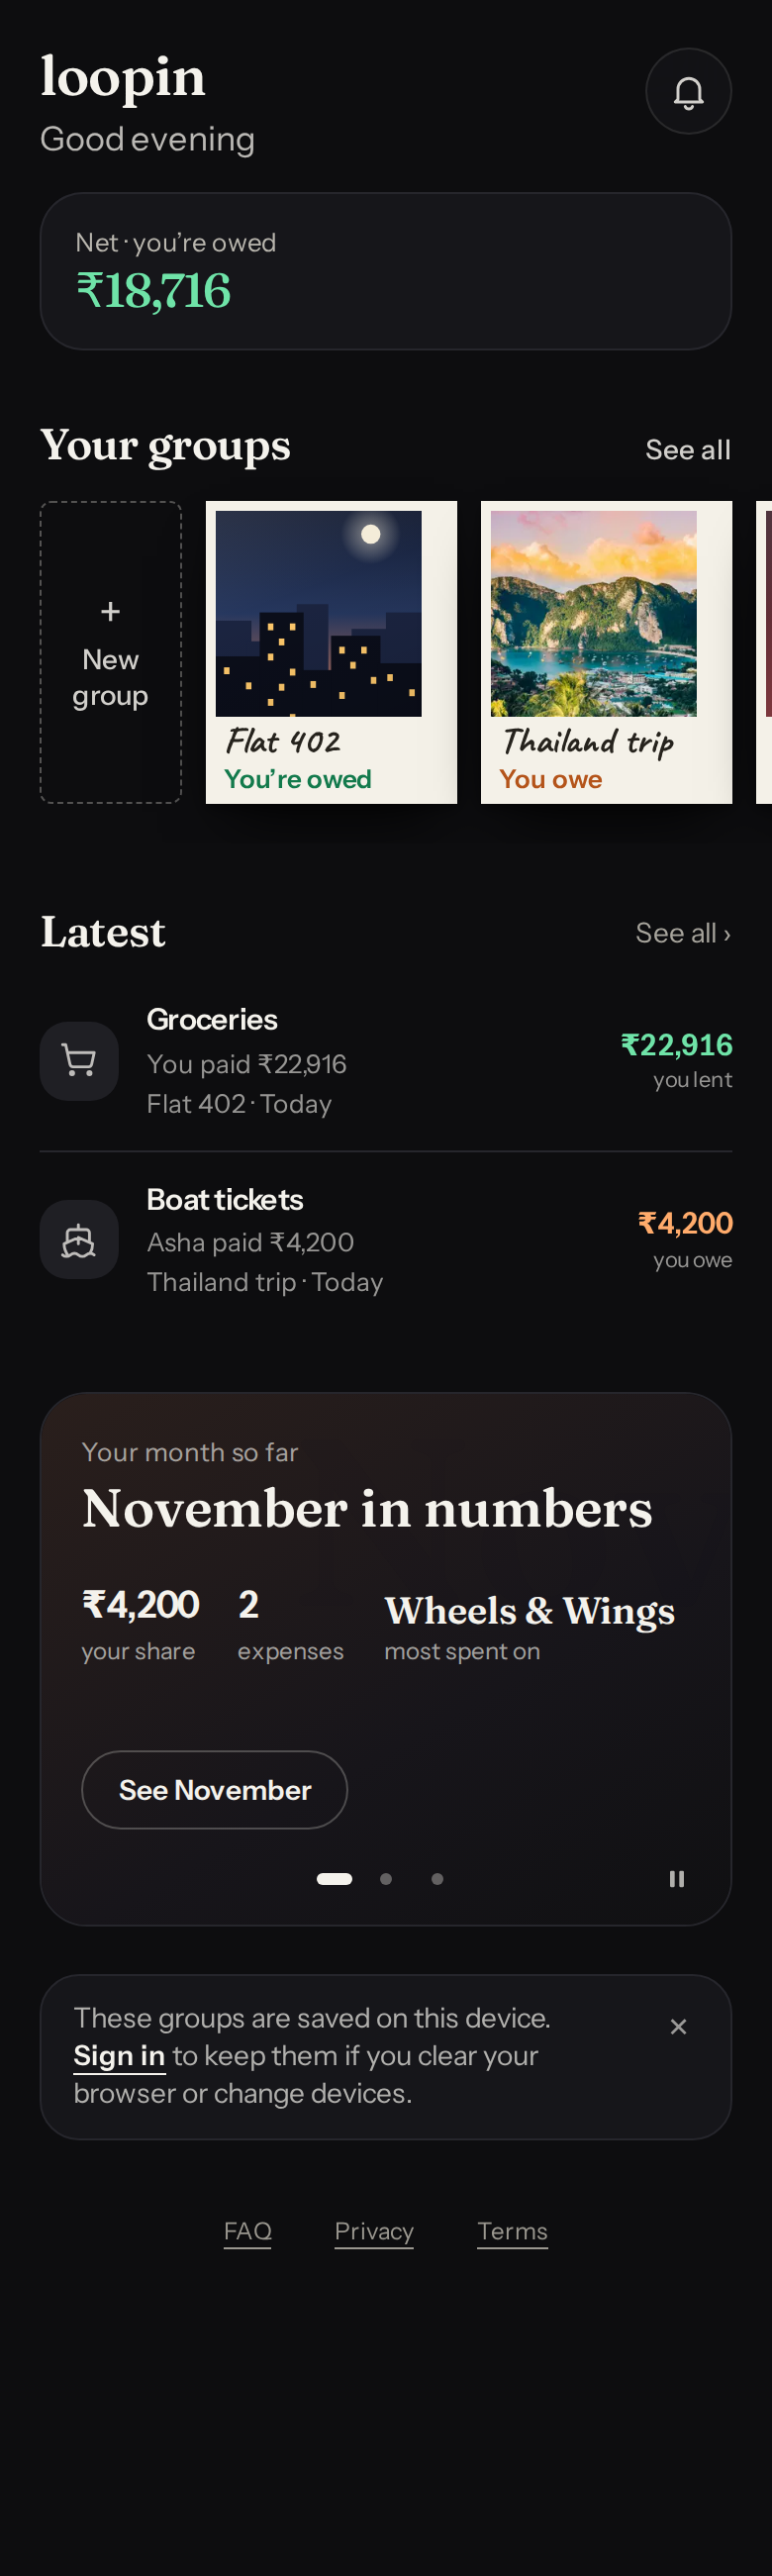 loopin
Good evening
Net · you’re owed
₹18,716
Your groups
See all
+
New
group
Flat 402
You’re owed
Thailand trip
You owe
Latest
See all ›
Groceries
You paid ₹22,916
Flat 402 · Today
₹22,916
you lent
Boat tickets
Asha paid ₹4,200
Thailand trip · Today
₹4,200
you owe
Your month so far
November in numbers
₹4,200
your share
2
expenses
Wheels & Wings
most spent on
See November
These groups are saved on this device.
Sign in to keep them if you clear your
browser or change devices.
FAQ Privacy Terms